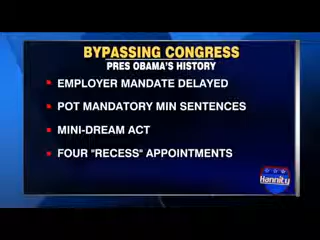 BYPASSING CONGRESS
PRES OBAMA'S HISTORY
EMPLOYER MANDATE DELAYED
POT MANDATORY MIN SENTENCES
MINI-DREAM ACT
FOUR "RECESS" APPOINTMENTS
Hannity